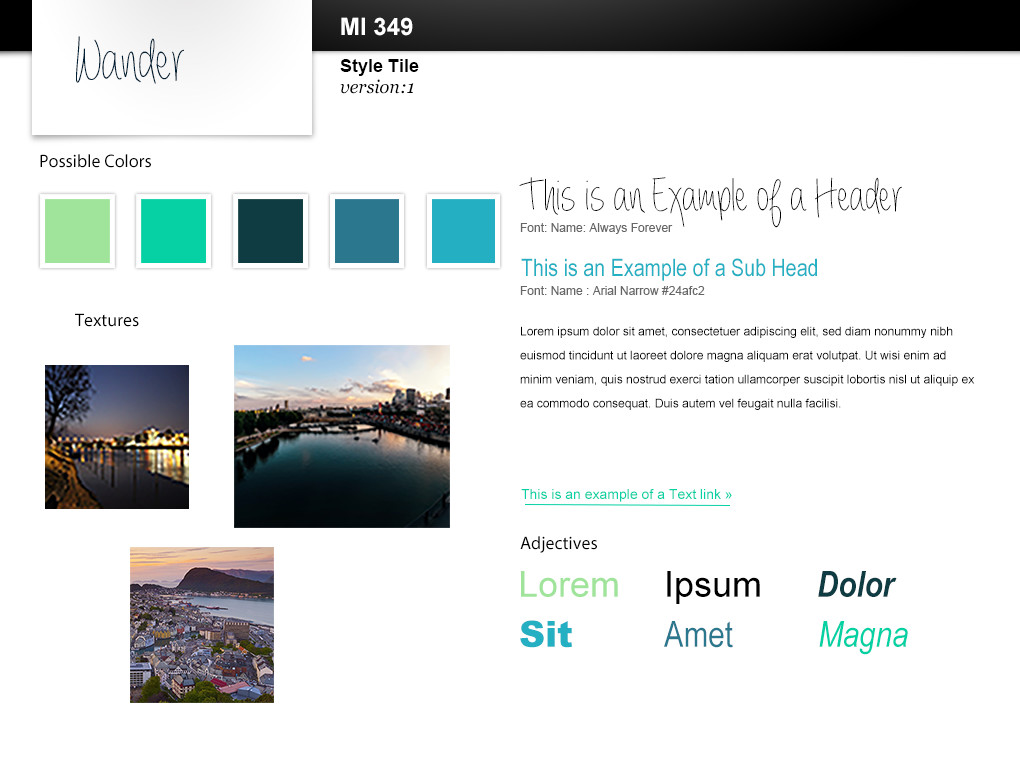 Wander
MI 349
Style Tile
version:1
Possible Colors
This is an Example of a Header
Font: Name: Always Forever
This is an Example of a Sub Head
Font: Name : Arial Narrow #24afc2
Textures
Lorem ipsum dolor sit amet, consectetuer adipiscing elit, sed diam nonummy nibh
euismod tincidunt ut laoreet dolore magna aliquam erat volutpat. Ut wisi enim ad
minim veniam, quis nostrud exerci tation ullamcorper suscipit lobortis nisl ut aliquip ex
ea commodo consequat. Duis autem vel feugait nulla facilisi.
This is an example of a Text link »
Adjectives
Lorem Ipsum Dolor
Sit Amet Magna